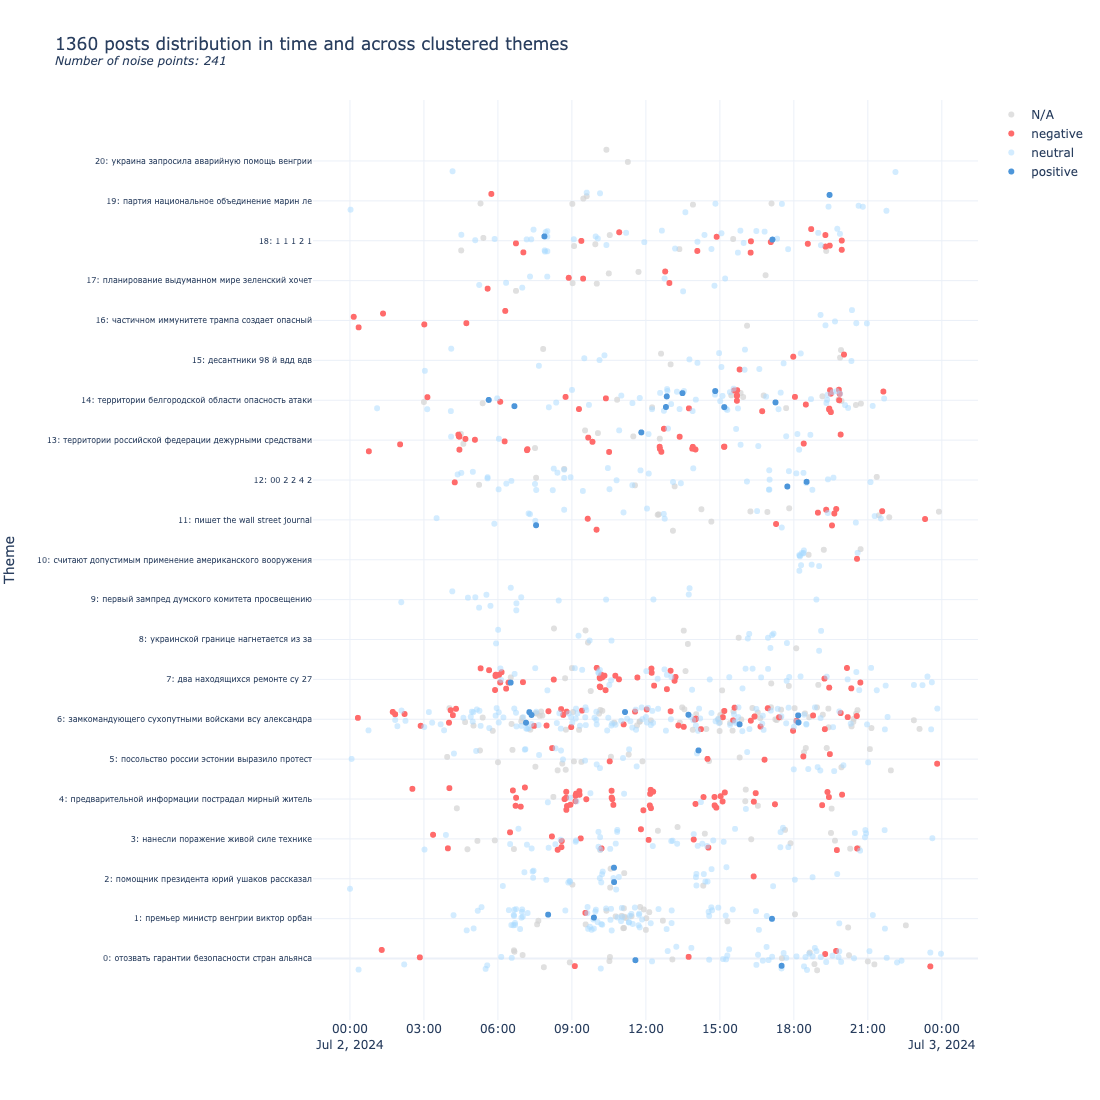 1360 posts distribution in time and across clustered themes
Number of noise points: 241
N/A
negative
neutral
positive
Theme
20: украина запросила аварийную помощь венгрии
19: партия национальное объединение марин ле
18: 1 1 1 2 1
17: планирование выдуманном мире зеленский хочет
16: частичном иммунитете трампа создает опасный
15: десантники 98 й вдд вдв
14: территории белгородской области опасность атаки
13: территории российской федерации дежурными средствами
12: 00 2 2 4 2
11: пишет the wall street journal
10: считают допустимым применение американского вооружения
9: первый зампред думского комитета просвещению
8: украинской границе нагнетается из за
7: два находящихся ремонте су 27
6: замкомандующего сухопутными войсками всу александра
5: посольство россии эстонии выразило протест
4: предварительной информации пострадал мирный житель
3: нанесли поражение живой силе технике
2: помощник президента юрий ушаков рассказал
1: премьер министр венгрии виктор орбан
0: отозвать гарантии безопасности стран альянса
00:00 03:00 06:00 09:00 12:00 15:00 18:00 21:00 00:00
Jul 2, 2024 Jul 3, 2024